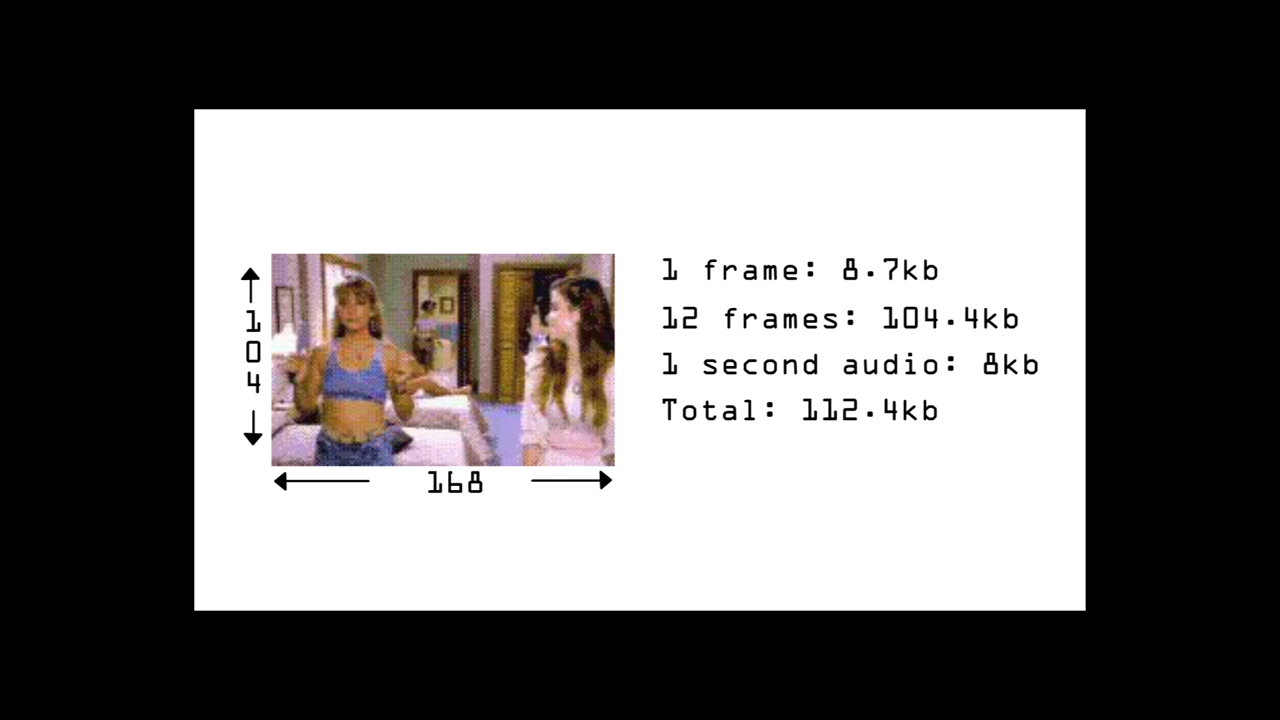 1 frame: 8.7kb
12 frames: 104.4kb
1 second audio: 8kb
Total: 112.4kb
104
168